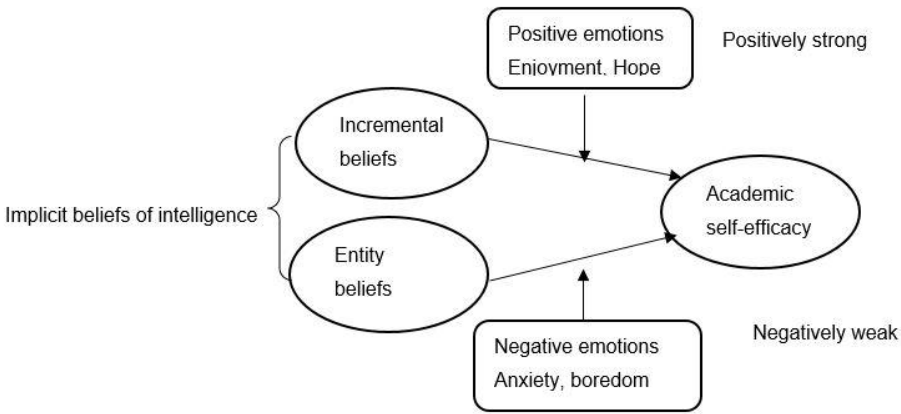 Positive emotions
Enjoyment, Hope
Positively strong
Incremental
beliefs
Implicit beliefs of intelligence
Academic
self-efficacy
Entity
beliefs
Negative emotions
Anxiety, boredom
Negatively weak